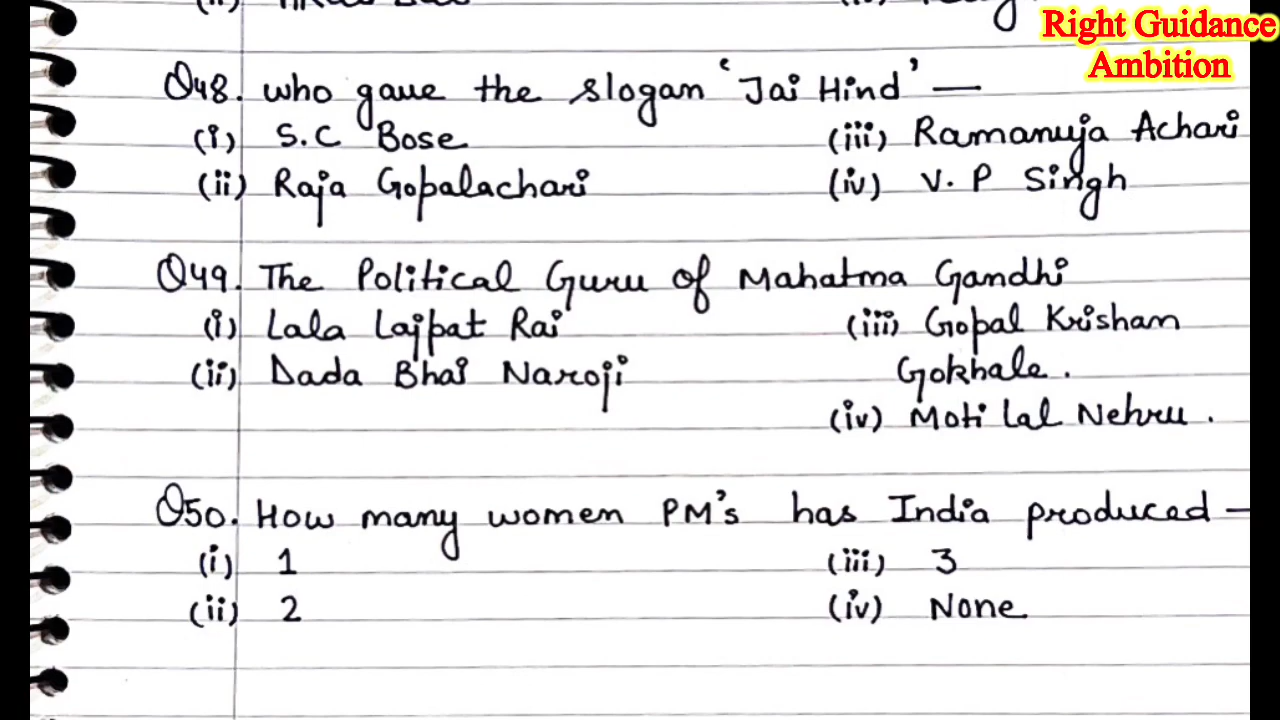 Right Guidance
Ambition
Q48. who gave the slogan 'Jai Hind' —
(i) S.C Bose
(iii) Ramanuja Achari
(ii) Raja Gopalachari
(iv) V. P Singh
Q49. The Political Guru of Mahatma Gandhi
(i) Lala Lajpat Rai
(iii) Gopal Krisham
(ii) Dada Bhai Naroji
Gokhale.
(iv) Moti lal Nehru.
Q50. How many women PM's has India produced —
(i) 1
(iii) 3
(ii) 2
(iv) None